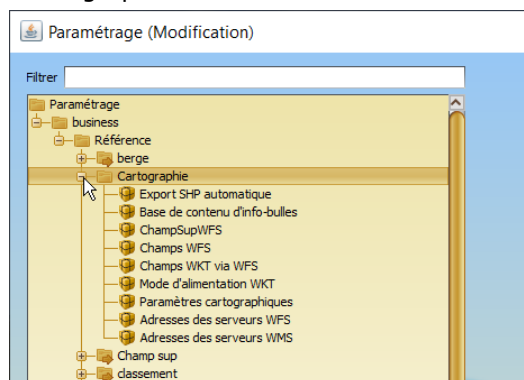 Paramétrage (Modification)
Filtrer
Paramétrage
business
Référence
berge
Cartographie
Export SHP automatique
Base de contenu d'info-bulles
ChampSupWFS
Champs WFS
Champs WKT via WFS
Mode d'alimentation WKT
Paramètres cartographiques
Adresses des serveurs WFS
Adresses des serveurs WMS
Champ sup
classement